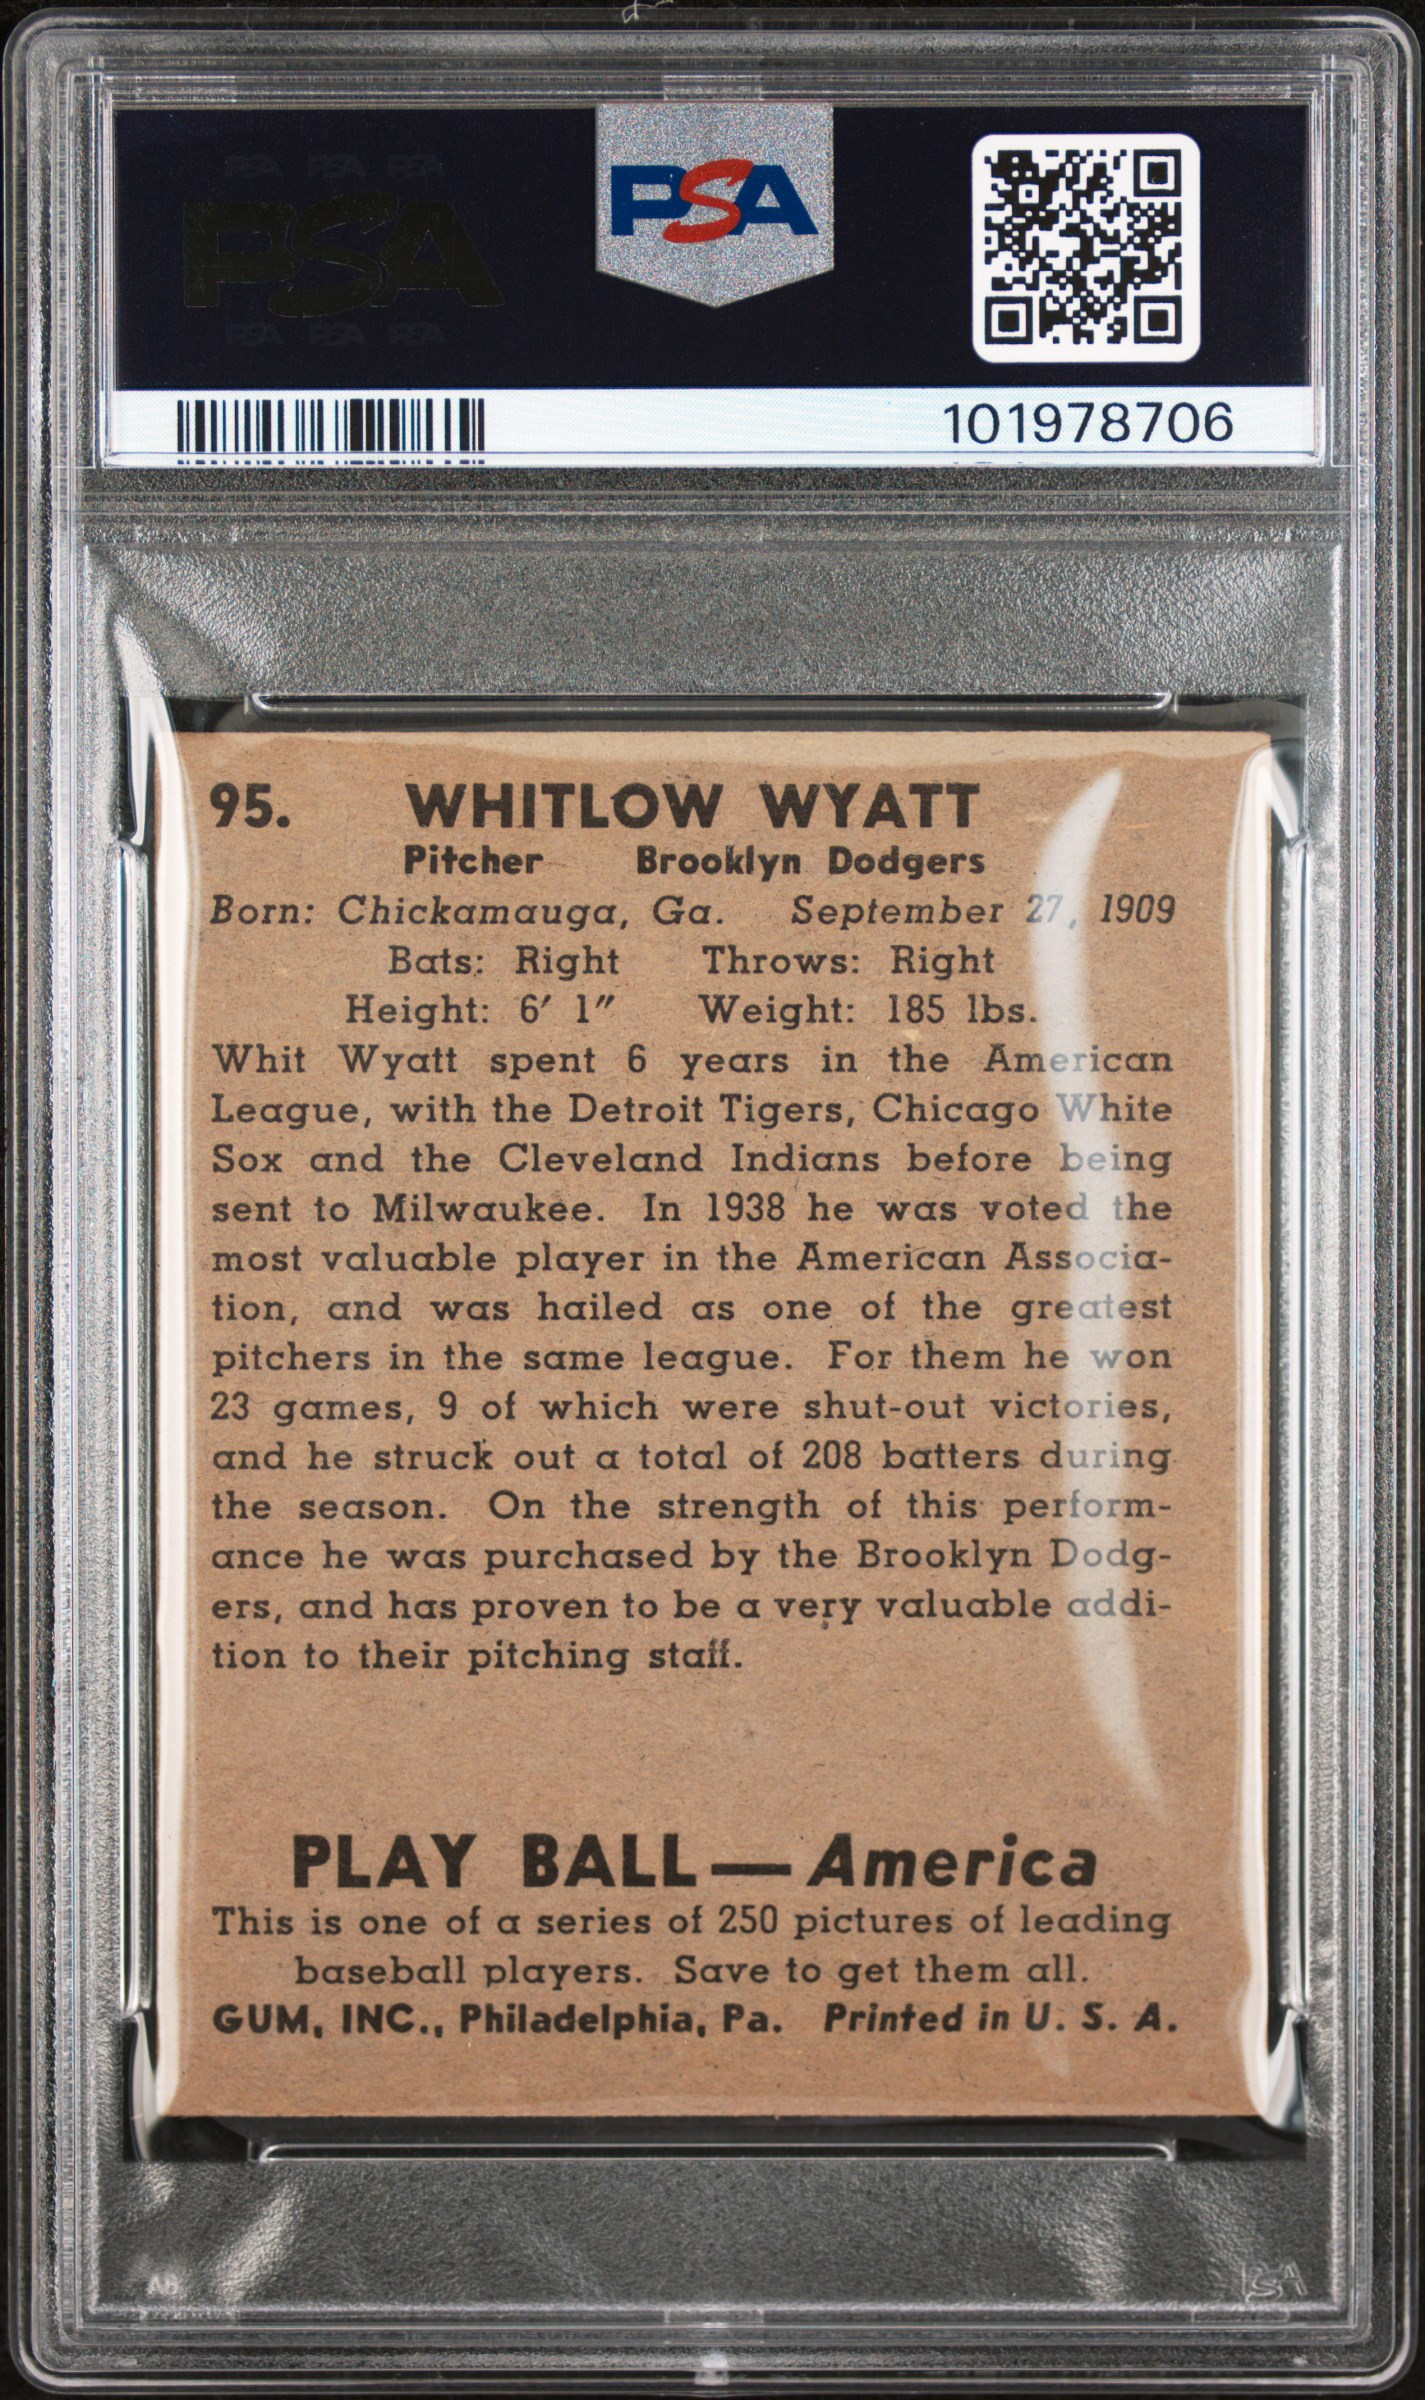 PSA PSA PSA
PSA
PSA PSA PSA
PSA
101978706
95. WHITLOW WYATT
Pitcher Brooklyn Dodgers
Born: Chickamauga, Ga. September 27, 1909
Bats: Right Throws: Right
Height: 6′ 1″ Weight: 185 lbs.
Whit Wyatt spent 6 years in the American
League, with the Detroit Tigers, Chicago White
Sox and the Cleveland Indians before being
sent to Milwaukee. In 1938 he was voted the
most valuable player in the American Associa-
tion, and was hailed as one of the greatest
pitchers in the same league. For them he won
23 games, 9 of which were shut-out victories,
and he struck out a total of 208 batters during
the season. On the strength of this perform-
ance he was purchased by the Brooklyn Dodg-
ers, and has proven to be a very valuable addi-
tion to their pitching staff.
PLAY BALL—America
This is one of a series of 250 pictures of leading
baseball players. Save to get them all.
GUM, INC., Philadelphia, Pa. Printed in U. S. A.
PSA